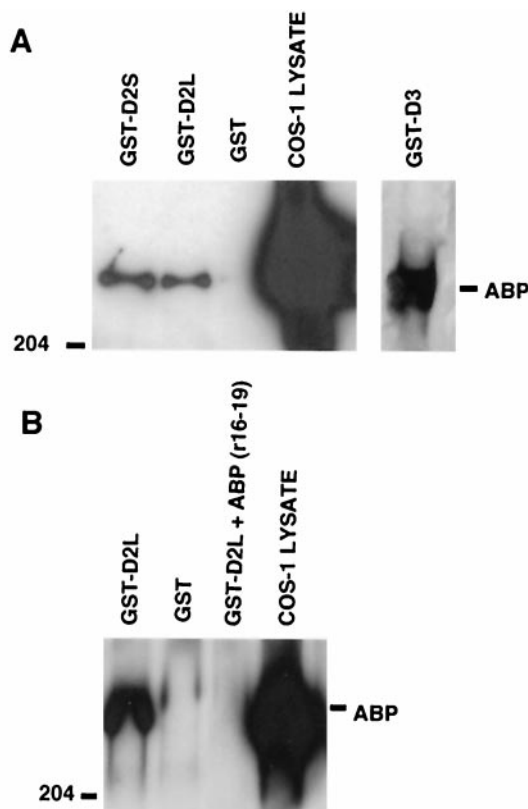 A
GST-D2S
GST-D2L
GST
COS-1 LYSATE
GST-D3
ABP
204
B
GST-D2L
GST
GST-D2L + ABP (r16-19)
COS-1 LYSATE
ABP
204